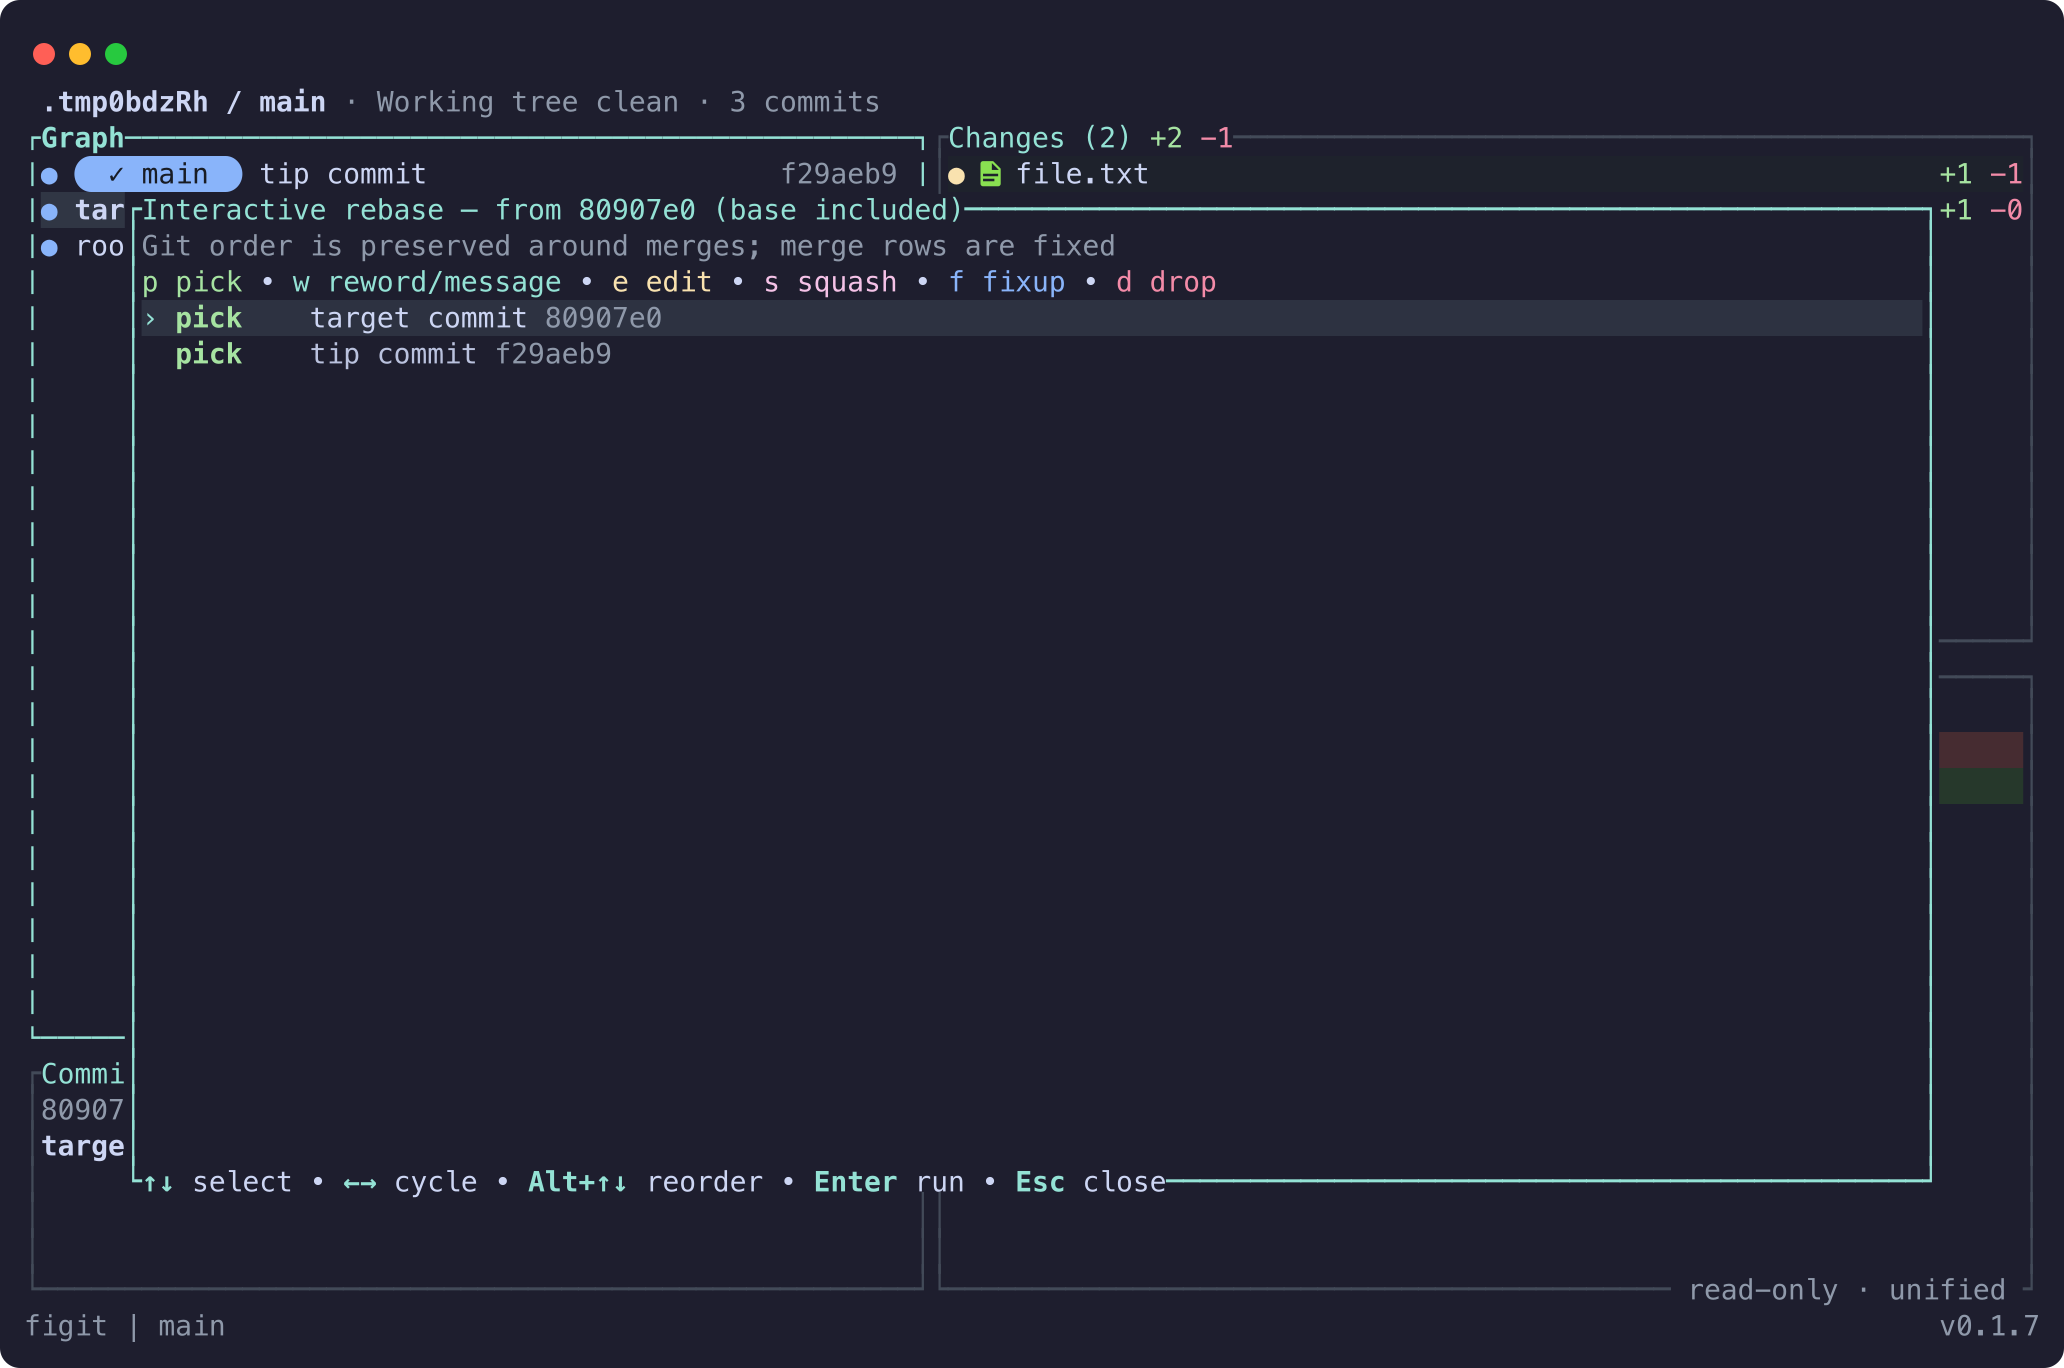 .tmp0bdzRh / main · Working tree clean · 3 commits
Graph
Changes (2) +2 −1
✓ main tip commit f29aeb9
file.txt +1 −1
tar
Interactive rebase — from 80907e0 (base included)
+1 −0
roo
Git order is preserved around merges; merge rows are fixed
p pick • w reword/message • e edit • s squash • f fixup • d drop
› pick target commit 80907e0
pick tip commit f29aeb9
Commi
80907
targe
↑↓ select • ←→ cycle • Alt+↑↓ reorder • Enter run • Esc close
read-only · unified
figit | main
v0.1.7